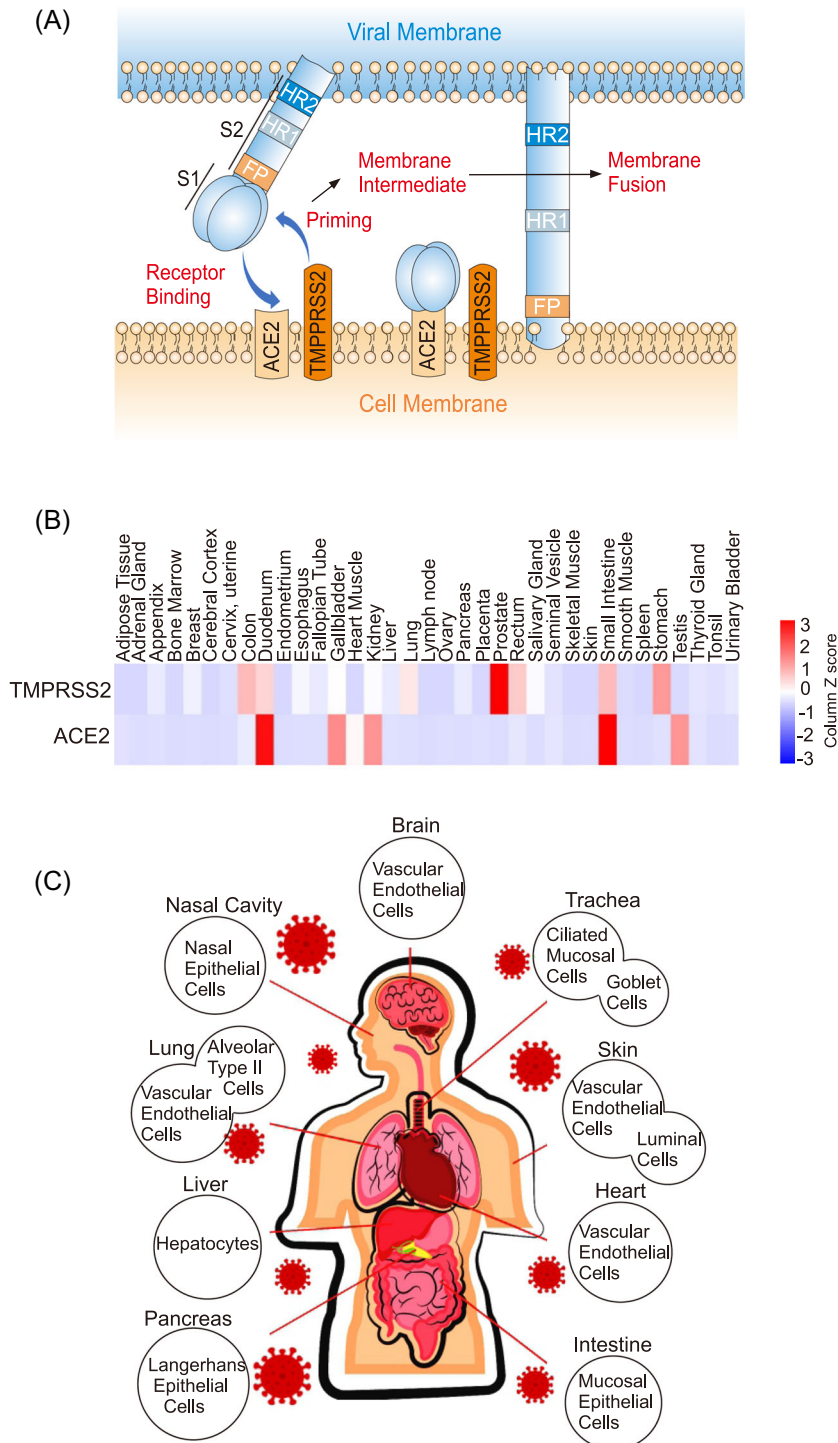 (A)
Viral Membrane
HR2
HR1
FP
S2
S1
Membrane
Intermediate
Membrane
Fusion
Priming
Receptor
Binding
ACE2
TMPPRSS2
ACE2
TMPPRSS2
HR2
HR1
FP
Cell Membrane
(B)
Adipose Tissue
Adrenal Gland
Appendix
Bone Marrow
Breast
Cerebral Cortex
Cervix, uterine
Colon
Duodenum
Endometrium
Esophagus
Fallopian Tube
Gallbladder
Heart Muscle
Kidney
Liver
Lung
Lymph node
Ovary
Pancreas
Placenta
Prostate
Rectum
Salivary Gland
Seminal Vesicle
Skeletal Muscle
Skin
Small Intestine
Smooth Muscle
Spleen
Stomach
Testis
Thyroid Gland
Tonsil
Urinary Bladder
TMPRSS2
ACE2
3
2
1
0
-1
-2
-3
Column Z score
(C)
Brain
Vascular
Endothelial
Cells
Nasal Cavity
Nasal
Epithelial
Cells
Trachea
Ciliated
Mucosal
Cells
Goblet
Cells
Lung
Alveolar
Type II
Cells
Vascular
Endothelial
Cells
Skin
Vascular
Endothelial
Cells
Luminal
Cells
Liver
Hepatocytes
Heart
Vascular
Endothelial
Cells
Pancreas
Langerhans
Epithelial
Cells
Intestine
Mucosal
Epithelial
Cells